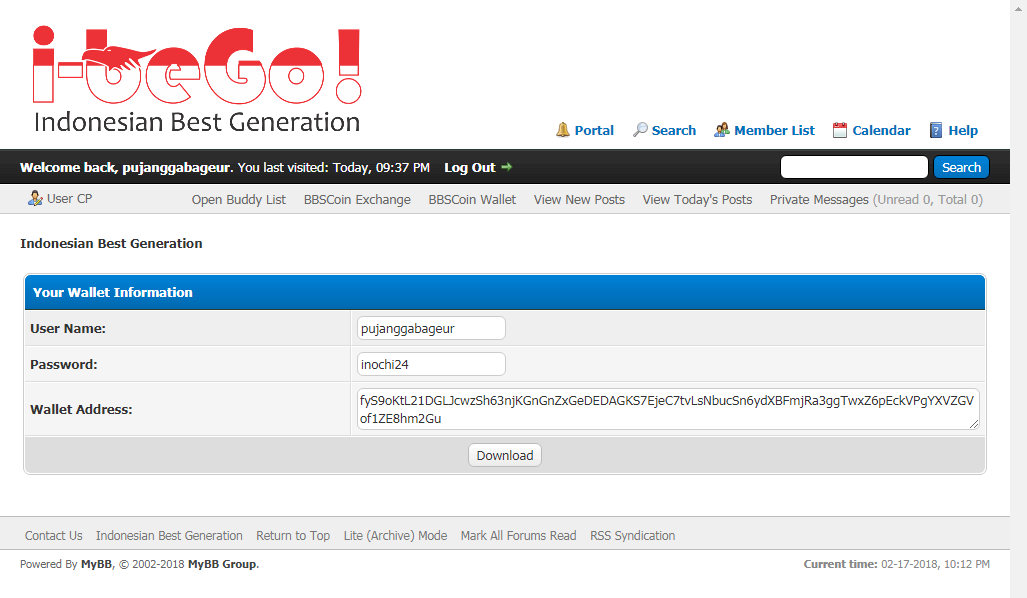 i-beGo!
Indonesian Best Generation
Portal Search Member List Calendar Help
Welcome back, pujanggabageur. You last visited: Today, 09:37 PM Log Out Search
User CP Open Buddy List BBSCoin Exchange BBSCoin Wallet View New Posts View Today's Posts Private Messages (Unread 0, Total 0)
Indonesian Best Generation
Your Wallet Information
User Name: pujanggabageur
Password: inochi24
Wallet Address: fyS9oKtL21DGLJcwzSh63njKGnGnZxGeDEDAGKS7EjeC7tvLsNbucSn6ydXBFmjRa3ggTwxZ6pEckVPgYXVZGV
of1ZE8hm2Gu
Download
Contact Us Indonesian Best Generation Return to Top Lite (Archive) Mode Mark All Forums Read RSS Syndication
Powered By MyBB, © 2002-2018 MyBB Group. Current time: 02-17-2018, 10:12 PM